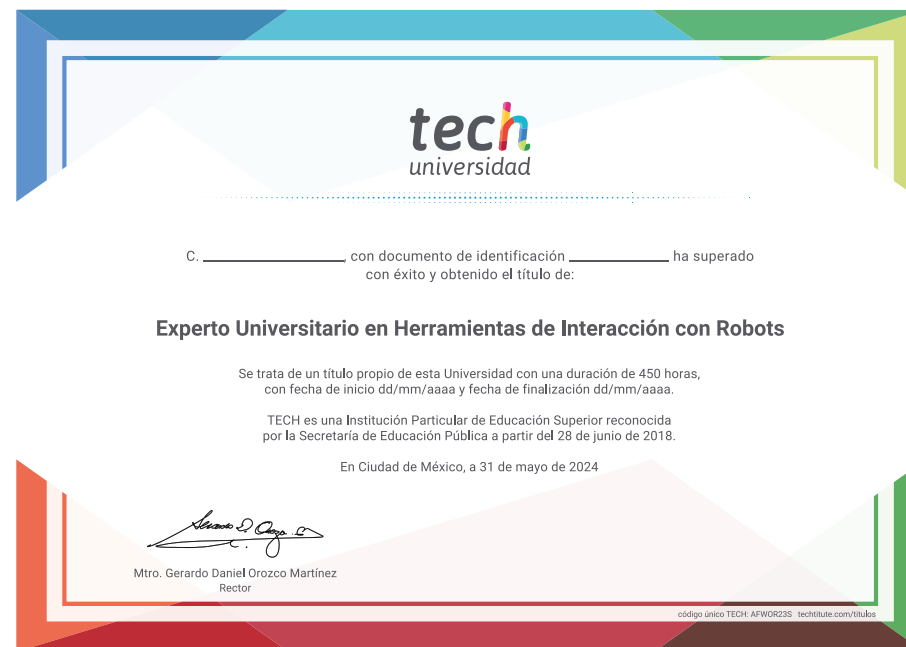 tech
universidad
C. ____________, con documento de identificación __________ ha superado
con éxito y obtenido el título de:
Experto Universitario en Herramientas de Interacción con Robots
Se trata de un título propio de esta Universidad con una duración de 450 horas,
con fecha de inicio dd/mm/aaaa y fecha de finalización dd/mm/aaaa.
TECH es una Institución Particular de Educación Superior reconocida
por la Secretaría de Educación Pública a partir del 28 de junio de 2018.
En Ciudad de México, a 31 de mayo de 2024
Mtro. Gerardo Daniel Orozco Martínez
Rector
código único TECH: AFWOR23S techtitute.com/titulos